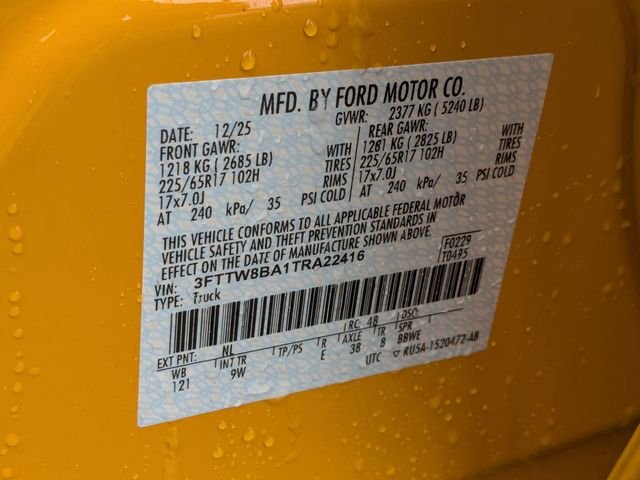 MFD. BY FORD MOTOR CO.
DATE: 12/25 GVWR: 2377 KG ( 5240 LB)
FRONT GAWR: REAR GAWR:
1218 KG ( 2685 LB) WITH 1281 KG ( 2825 LB) WITH
225/65R17 102H TIRES 225/65R17 102H TIRES
17x7.0J RIMS 17x7.0J RIMS
AT 240 kPa/ 35 PSI COLD AT 240 kPa/ 35 PSI COLD
THIS VEHICLE CONFORMS TO ALL APPLICABLE FEDERAL MOTOR
VEHICLE SAFETY AND THEFT PREVENTION STANDARDS IN
EFFECT ON THE DATE OF MANUFACTURE SHOWN ABOVE.
VIN: 3FTTW8BA1TRA22416 F0229
TYPE: Truck T0495
EXT PNT: NL RC: 48 DSO:
WB INT TR TP/PS R AXLE TR SPR
121 9W E 38 8 BBWE
UTC ▽ RU5A-1520472-AB